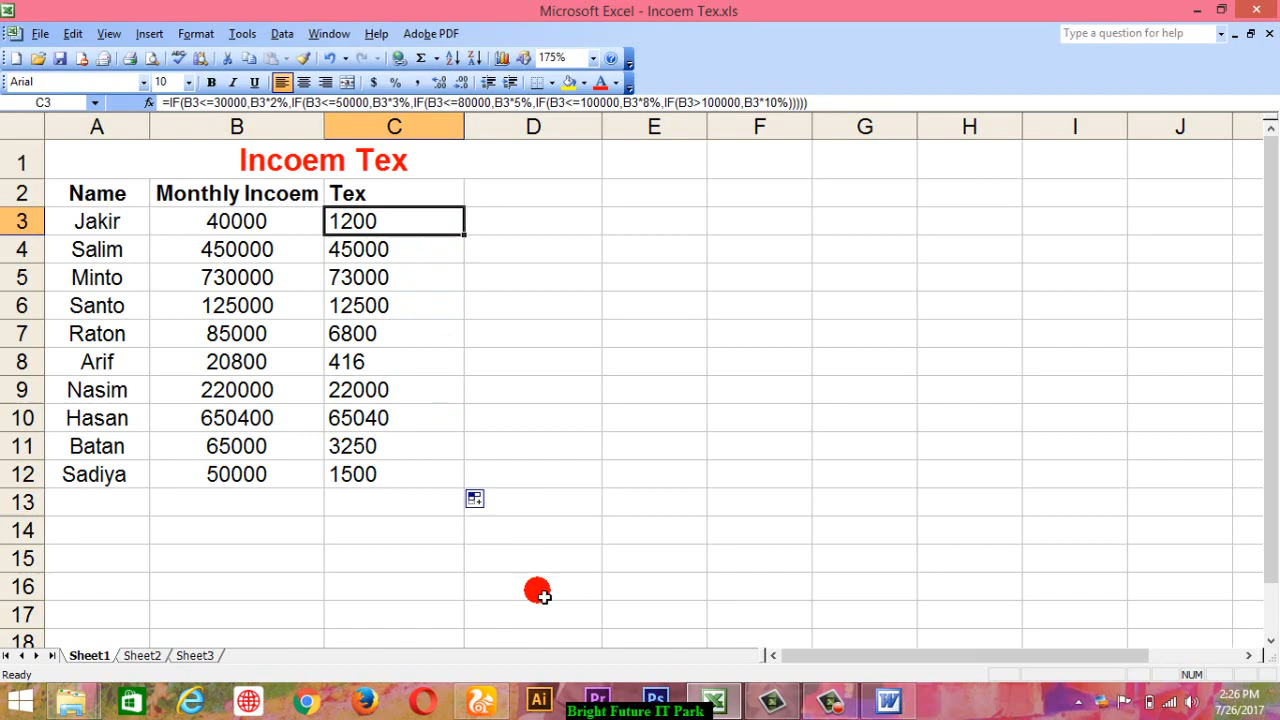 Microsoft Excel - Incoem Tex.xls
File Edit View Insert Format Tools Data Window Help Adobe PDF
Type a question for help
175%
Arial 10 B I U $ % ,
C3 fx =IF(B3<=30000,B3*2%,IF(B3<=50000,B3*3%,IF(B3<=80000,B3*5%,IF(B3<=100000,B3*8%,IF(B3>100000,B3*10%)))))
A B C D E F G H I J
1 Incoem Tex
2 Name Monthly Incoem Tex
3 Jakir 40000 1200
4 Salim 450000 45000
5 Minto 730000 73000
6 Santo 125000 12500
7 Raton 85000 6800
8 Arif 20800 416
9 Nasim 220000 22000
10 Hasan 650400 65040
11 Batan 65000 3250
12 Sadiya 50000 1500
13
14
15
16
17
18
Sheet1 Sheet2 Sheet3
Ready NUM
Ai Pr Ps
2:26 PM
Bright Future IT Park
7/26/2017